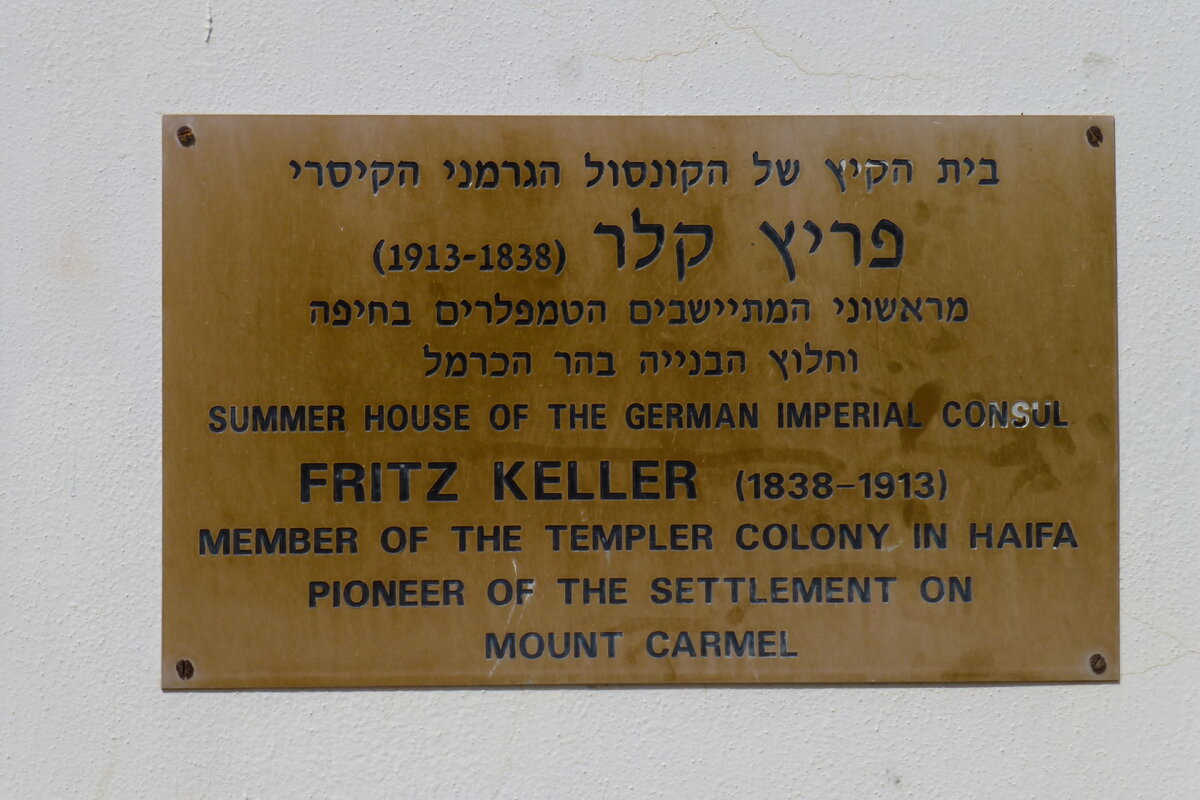 בית הקיץ של הקונסול הגרמני הקיסרי
פריץ קלר (1913-1838)
מראשוני המתיישבים הטמפלרים בחיפה
וחלוץ הבנייה בהר הכרמל
SUMMER HOUSE OF THE GERMAN IMPERIAL CONSUL
FRITZ KELLER (1838-1913)
MEMBER OF THE TEMPLER COLONY IN HAIFA
PIONEER OF THE SETTLEMENT ON
MOUNT CARMEL